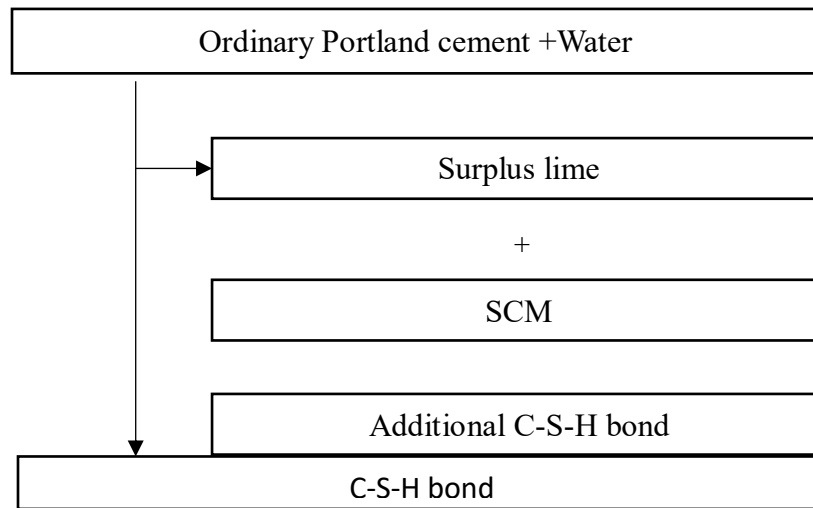 Ordinary Portland cement +Water
Surplus lime
+
SCM
Additional C-S-H bond
C-S-H bond